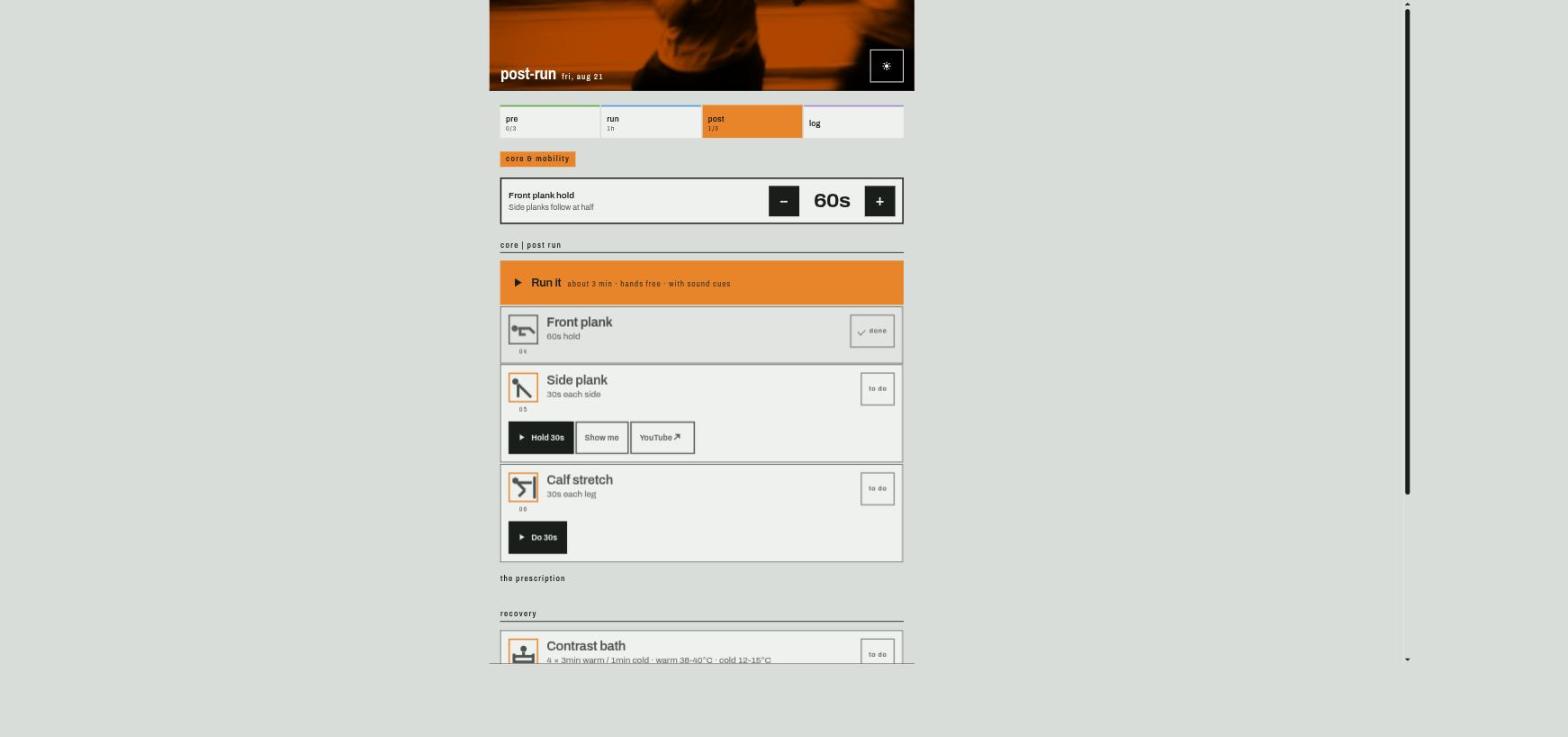 post-run fri, aug 21
pre
0/3
run
1h
post
1/3
log
core & mobility
Front plank hold
Side planks follow at half
− 60s +
core | post run
Run it about 3 min · hands free · with sound cues
Front plank
60s hold
done
04
Side plank
30s each side
to do
05
Hold 30s
Show me
YouTube↗
Calf stretch
30s each leg
to do
06
Do 30s
the prescription
recovery
Contrast bath
4 × 3min warm / 1min cold · warm 38-40°C · cold 12-15°C
to do